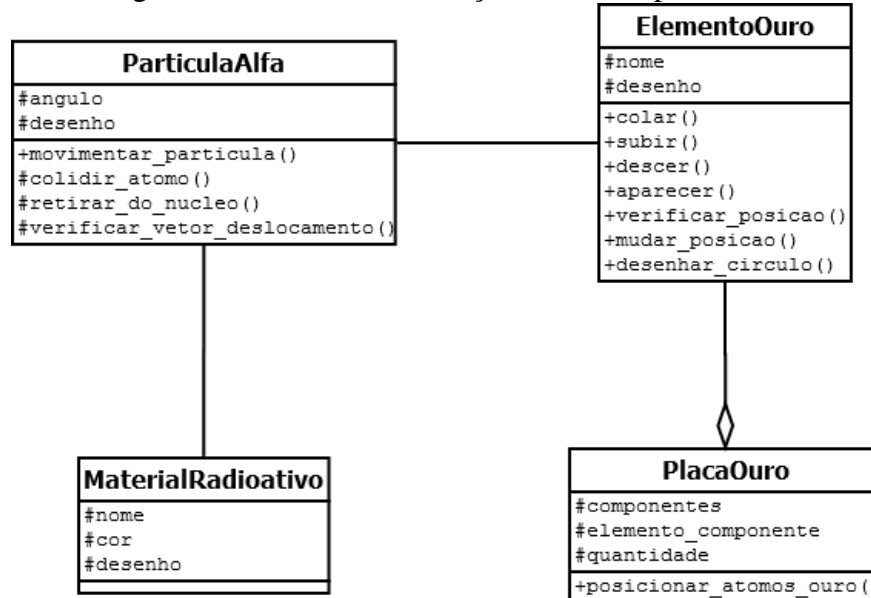 ElementoOuro
#nome
#desenho
+colar()
+subir()
+descer()
+aparecer()
+verificar_posicao()
+mudar_posicao()
+desenhar_circulo()
ParticulaAlfa
#angulo
#desenho
+movimentar_particula()
#colidir_atomo()
#retirar_do_nucleo()
#verificar_vetor_deslocamento()
MaterialRadioativo
#nome
#cor
#desenho
PlacaOuro
#componentes
#elemento_componente
#quantidade
+posicionar_atomos_ouro(